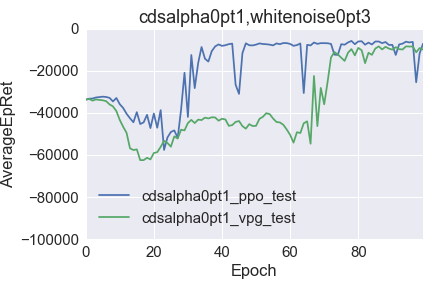 cdsalpha0pt1,whitenoise0pt3
AverageEpRet
0
−20000
−40000
−60000
−80000
−100000
cdsalpha0pt1_ppo_test
cdsalpha0pt1_vpg_test
0 20 40 60 80
Epoch